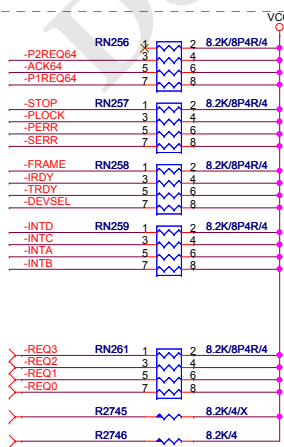 VCC
RN256 1 2 8.2K/8P4R/4
-P2REQ64 3 4
-ACK64 5 6
-P1REQ64 7 8
-STOP RN257 1 2 8.2K/8P4R/4
-PLOCK 3 4
-PERR 5 6
-SERR 7 8
-FRAME RN258 1 2 8.2K/8P4R/4
-IRDY 3 4
-TRDY 5 6
-DEVSEL 7 8
-INTD RN259 1 2 8.2K/8P4R/4
-INTC 3 4
-INTA 5 6
-INTB 7 8
-REQ3 RN261 1 2 8.2K/8P4R/4
-REQ2 3 4
-REQ1 5 6
-REQ0 7 8
R2745 8.2K/4/X
R2746 8.2K/4